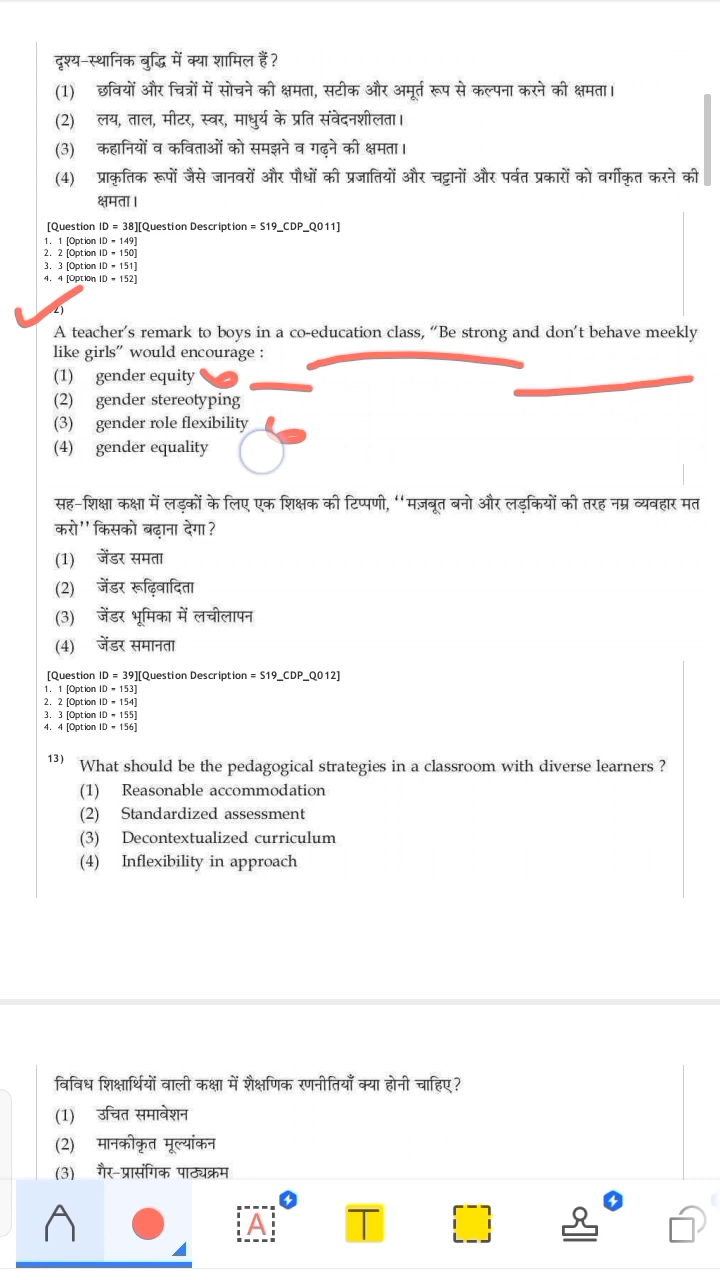 दृश्य-स्थानिक बुद्धि में क्या शामिल हैं ?
(1) छवियों और चित्रों में सोचने की क्षमता, सटीक और अमूर्त रूप से कल्पना करने की क्षमता।
(2) लय, ताल, मीटर, स्वर, माधुर्य के प्रति संवेदनशीलता।
(3) कहानियों व कविताओं को समझने व गढ़ने की क्षमता।
(4) प्राकृतिक रूपों जैसे जानवरों और पौधों की प्रजातियों और चट्टानों और पर्वत प्रकारों को वर्गीकृत करने की
क्षमता।
[Question ID = 38][Question Description = S19_CDP_Q011]
1. 1 [Option ID = 149]
2. 2 [Option ID = 150]
3. 3 [Option ID = 151]
4. 4 [Option ID = 152]
2)
A teacher's remark to boys in a co-education class, “Be strong and don't behave meekly
like girls” would encourage :
(1) gender equity
(2) gender stereotyping
(3) gender role flexibility
(4) gender equality
सह-शिक्षा कक्षा में लड़कों के लिए एक शिक्षक की टिप्पणी, ‘‘मज़बूत बनो और लड़कियों की तरह नम्र व्यवहार मत
करो’’ किसको बढ़ाना देगा ?
(1) जेंडर समता
(2) जेंडर रूढ़िवादिता
(3) जेंडर भूमिका में लचीलापन
(4) जेंडर समानता
[Question ID = 39][Question Description = S19_CDP_Q012]
1. 1 [Option ID = 153]
2. 2 [Option ID = 154]
3. 3 [Option ID = 155]
4. 4 [Option ID = 156]
13) What should be the pedagogical strategies in a classroom with diverse learners ?
(1) Reasonable accommodation
(2) Standardized assessment
(3) Decontextualized curriculum
(4) Inflexibility in approach
विविध शिक्षार्थियों वाली कक्षा में शैक्षणिक रणनीतियाँ क्या होनी चाहिए ?
(1) उचित समावेशन
(2) मानकीकृत मूल्यांकन
(3) गैर-प्रासंगिक पाठ्यक्रम
A T